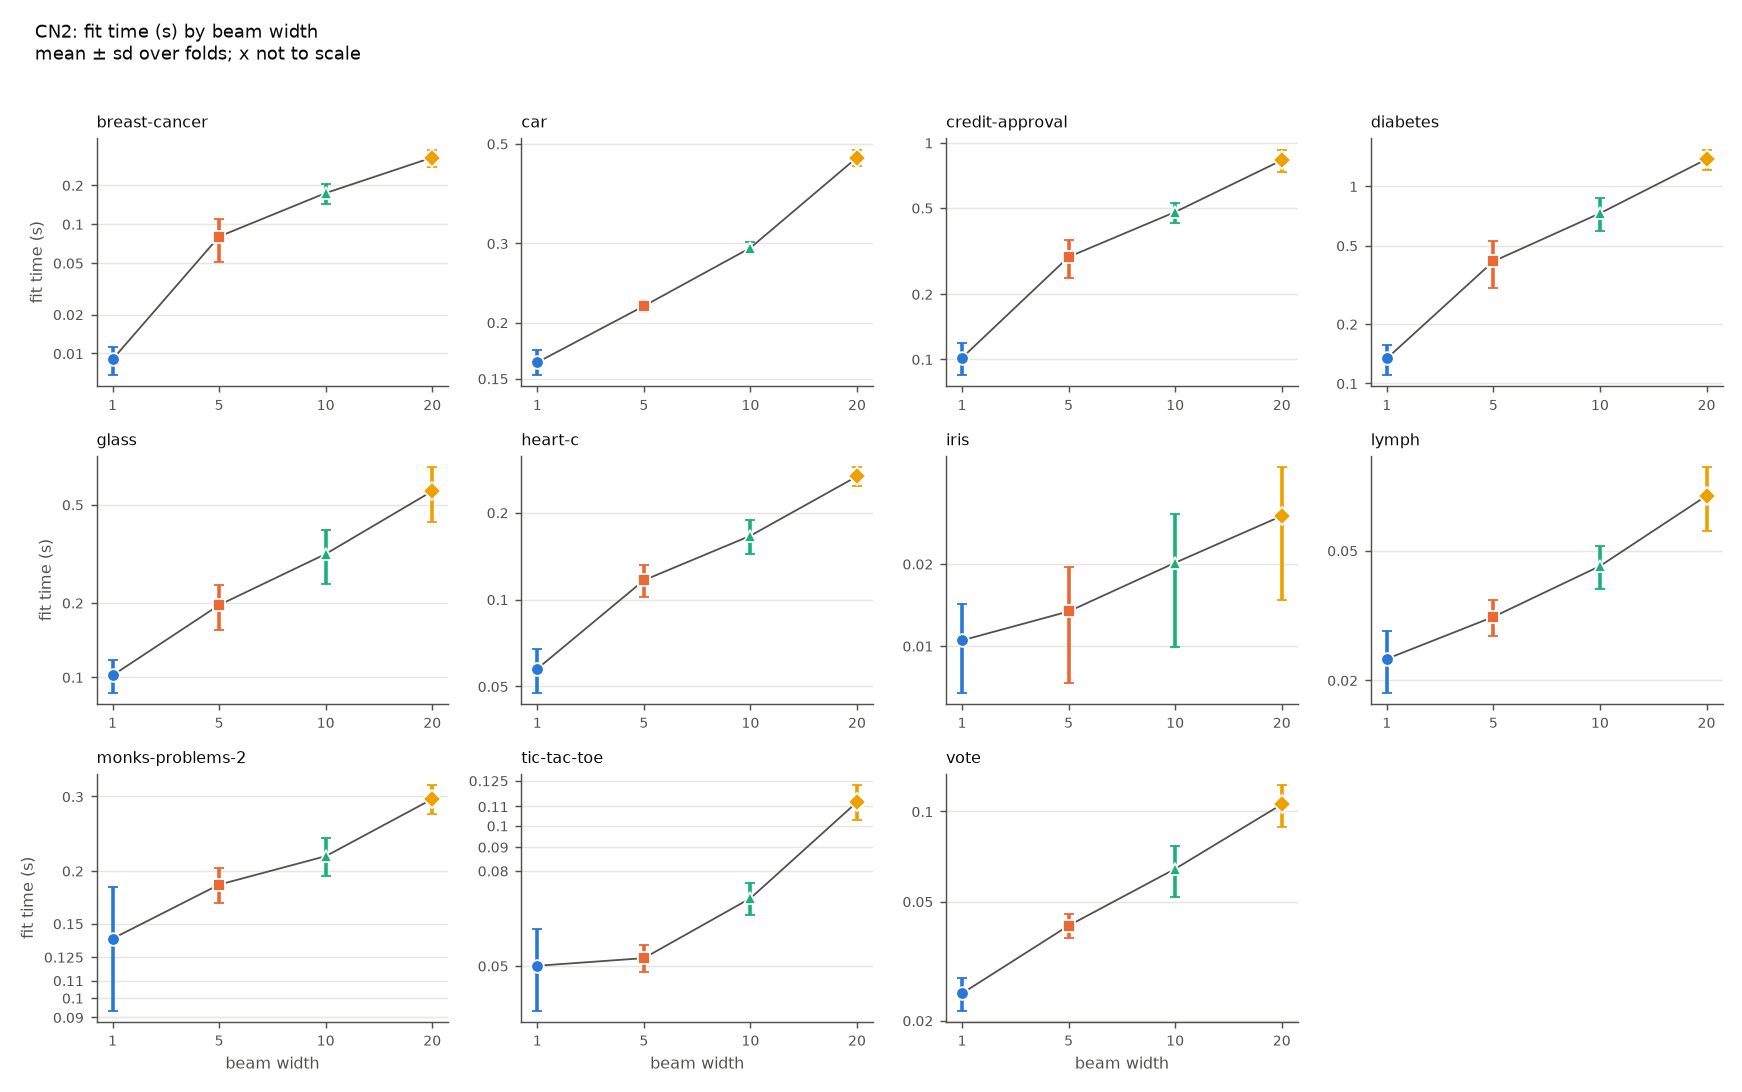 CN2: fit time (s) by beam width
mean ± sd over folds; x not to scale
breast-cancer
fit time (s)
0.2
0.1
0.05
0.02
0.01
1 5 10 20
car
0.5
0.3
0.2
0.15
1 5 10 20
credit-approval
1
0.5
0.2
0.1
1 5 10 20
diabetes
1
0.5
0.2
0.1
1 5 10 20
glass
fit time (s)
0.5
0.2
0.1
1 5 10 20
heart-c
0.2
0.1
0.05
1 5 10 20
iris
0.02
0.01
1 5 10 20
lymph
0.05
0.02
1 5 10 20
monks-problems-2
fit time (s)
0.3
0.2
0.15
0.125
0.11
0.1
0.09
1 5 10 20
beam width
tic-tac-toe
0.125
0.11
0.1
0.09
0.08
0.05
1 5 10 20
beam width
vote
0.1
0.05
0.02
1 5 10 20
beam width